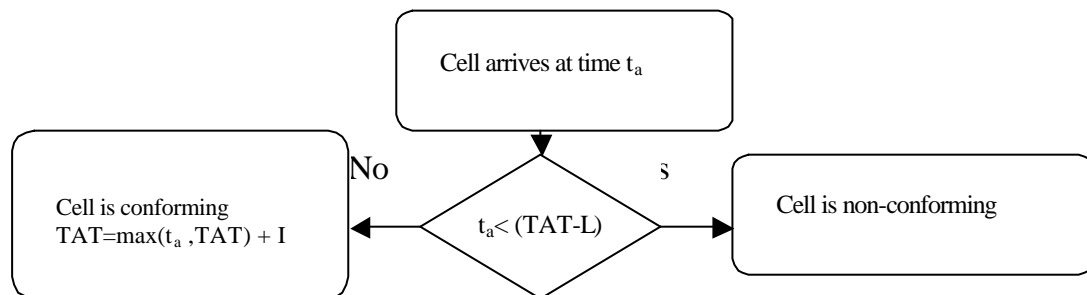 Cell arrives at time tₐ
No
s
Cell is conforming
TAT=max(tₐ ,TAT) + I
tₐ< (TAT-L)
Cell is non-conforming